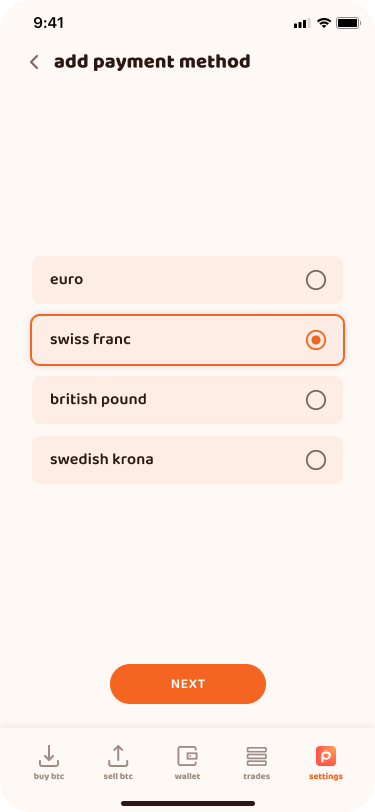 9:41
add payment method
euro
swiss franc
british pound
swedish krona
NEXT
buy btc
sell btc
wallet
trades
settings